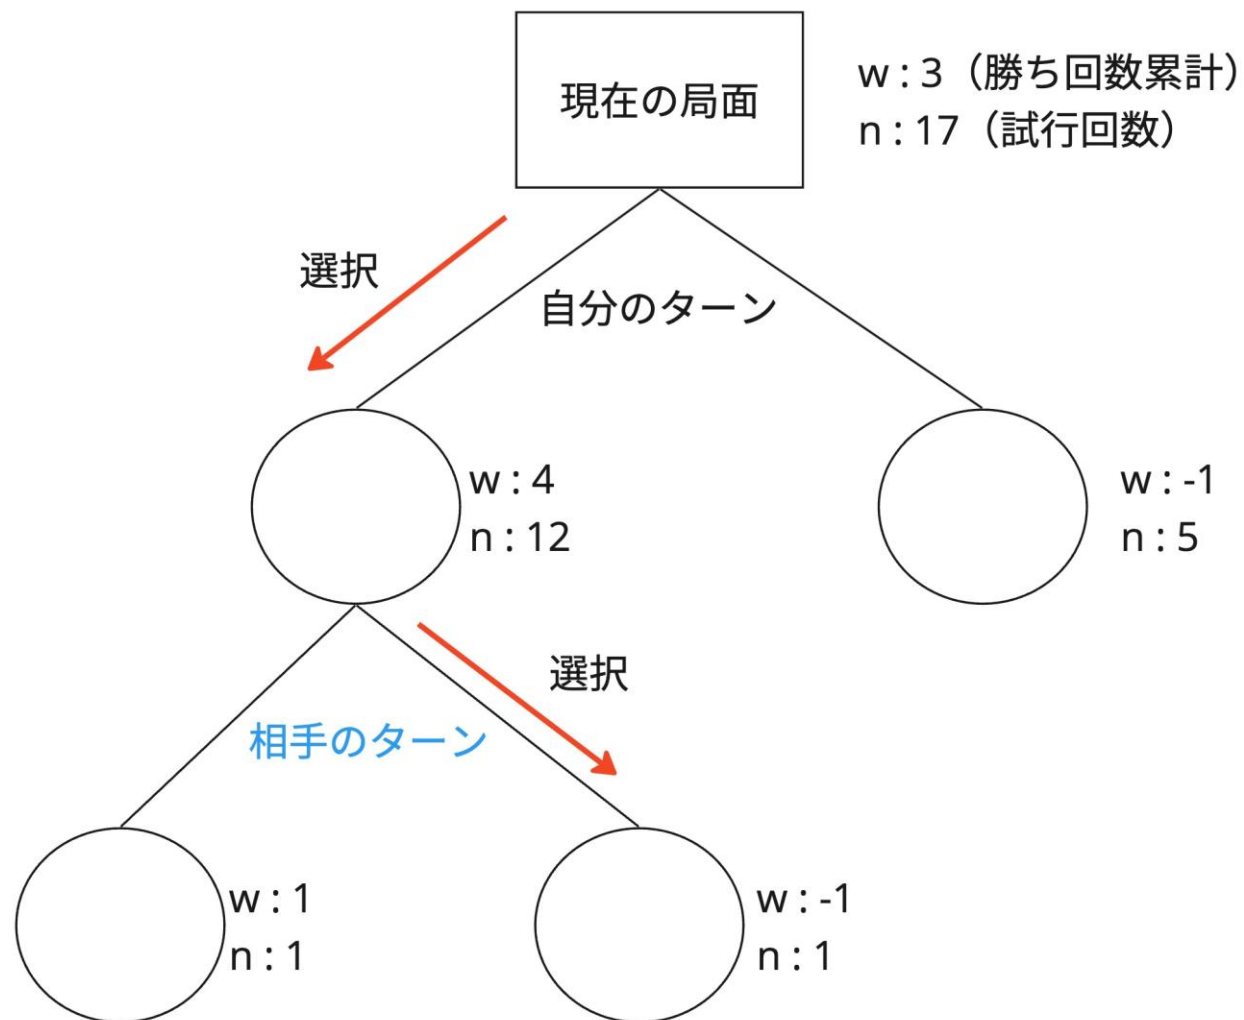 現在の局面
w : 3（勝ち回数累計）
n : 17（試行回数）
選択
自分のターン
w : 4
n : 12
w : -1
n : 5
選択
相手のターン
w : 1
n : 1
w : -1
n : 1